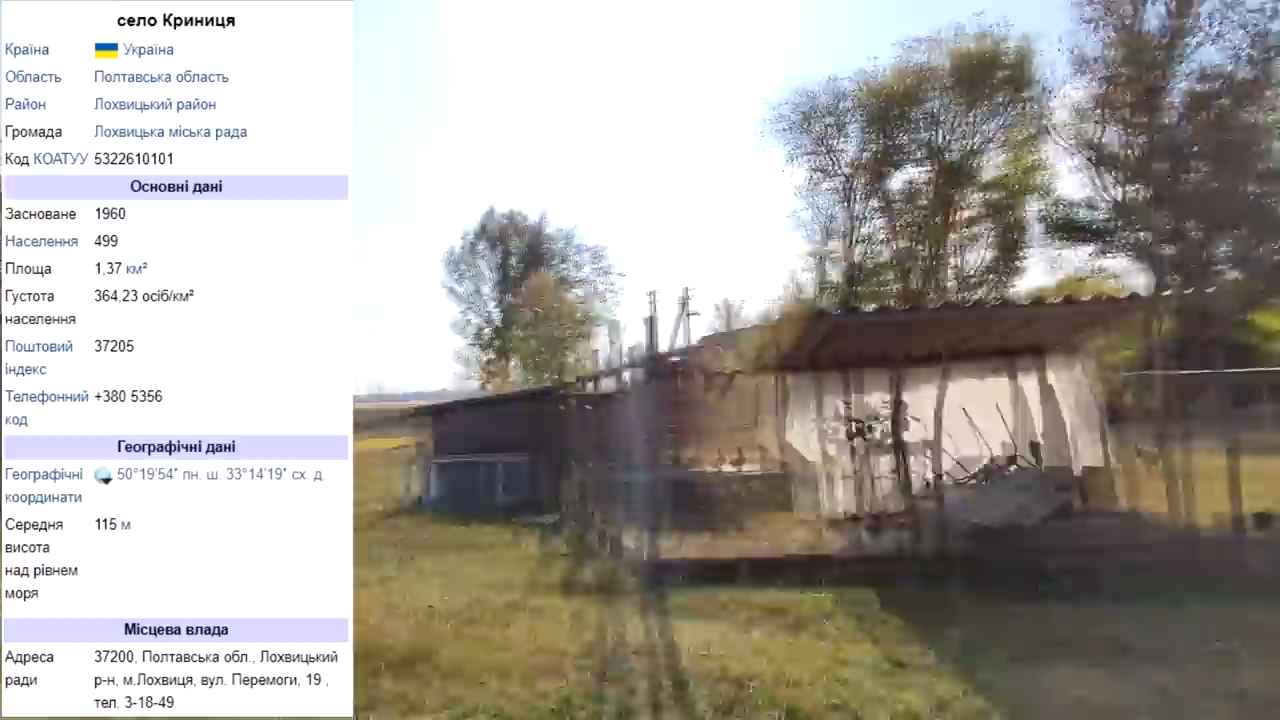 село Криниця
Країна Україна
Область Полтавська область
Район Лохвицький район
Громада Лохвицька міська рада
Код КОАТУУ 5322610101
Основні дані
Засноване 1960
Населення 499
Площа 1,37 км²
Густота 364,23 осіб/км²
населення
Поштовий 37205
індекс
Телефонний +380 5356
код
Географічні дані
Географічні 50°19′54″ пн. ш. 33°14′19″ сх. д.
координати
Середня 115 м
висота
над рівнем
моря
Місцева влада
Адреса 37200, Полтавська обл., Лохвицький
ради р-н, м.Лохвиця, вул. Перемоги, 19 ,
тел. 3-18-49